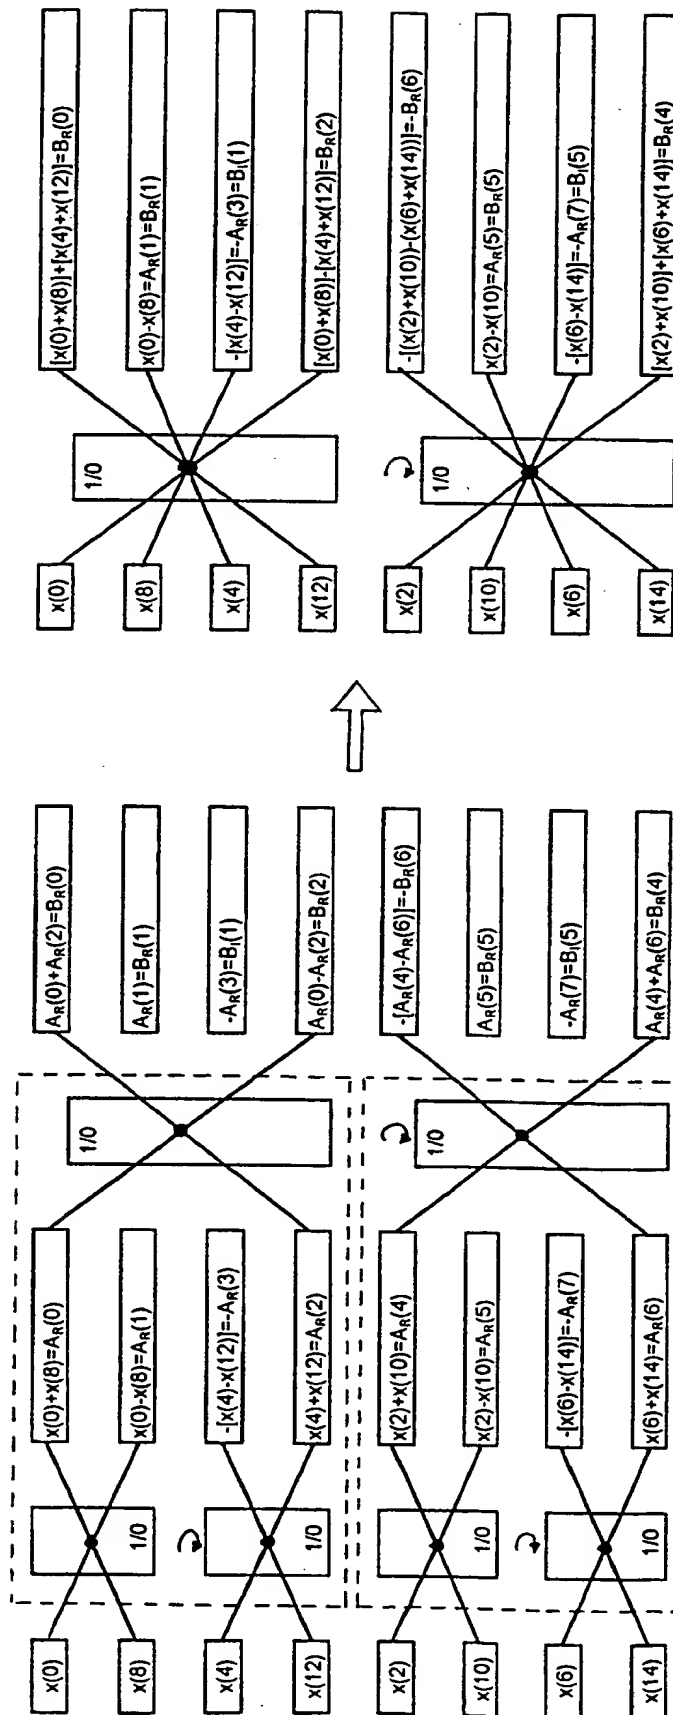 x(0)
x(8)
x(4)
x(12)
x(2)
x(10)
x(6)
x(14)
1/0
1/0
1/0
1/0
x(0)+x(8)=A_R(0)
x(0)-x(8)=A_R(1)
-[x(4)-x(12)]=-A_R(3)
x(4)+x(12)=A_R(2)
x(2)+x(10)=A_R(4)
x(2)-x(10)=A_R(5)
-[x(6)-x(14)]=-A_R(7)
x(6)+x(14)=A_R(6)
1/0
1/0
A_R(0)+A_R(2)=B_R(0)
A_R(1)=B_R(1)
-A_R(3)=B_I(1)
A_R(0)-A_R(2)=B_R(2)
-[A_R(4)-A_R(6)]=-B_R(6)
A_R(5)=B_R(5)
-A_R(7)=B_I(5)
A_R(4)+A_R(6)=B_R(4)
x(0)
x(8)
x(4)
x(12)
x(2)
x(10)
x(6)
x(14)
1/0
1/0
[x(0)+x(8)]+[x(4)+x(12)]=B_R(0)
x(0)-x(8)=A_R(1)=B_R(1)
-[x(4)-x(12)]=-A_R(3)=B_I(1)
[x(0)+x(8)]-[x(4)+x(12)]=B_R(2)
-[(x(2)+x(10))-(x(6)+x(14))]=-B_R(6)
x(2)-x(10)=A_R(5)=B_R(5)
-[x(6)-x(14)]=-A_R(7)=B_I(5)
[x(2)+x(10)]+[x(6)+x(14)]=B_R(4)